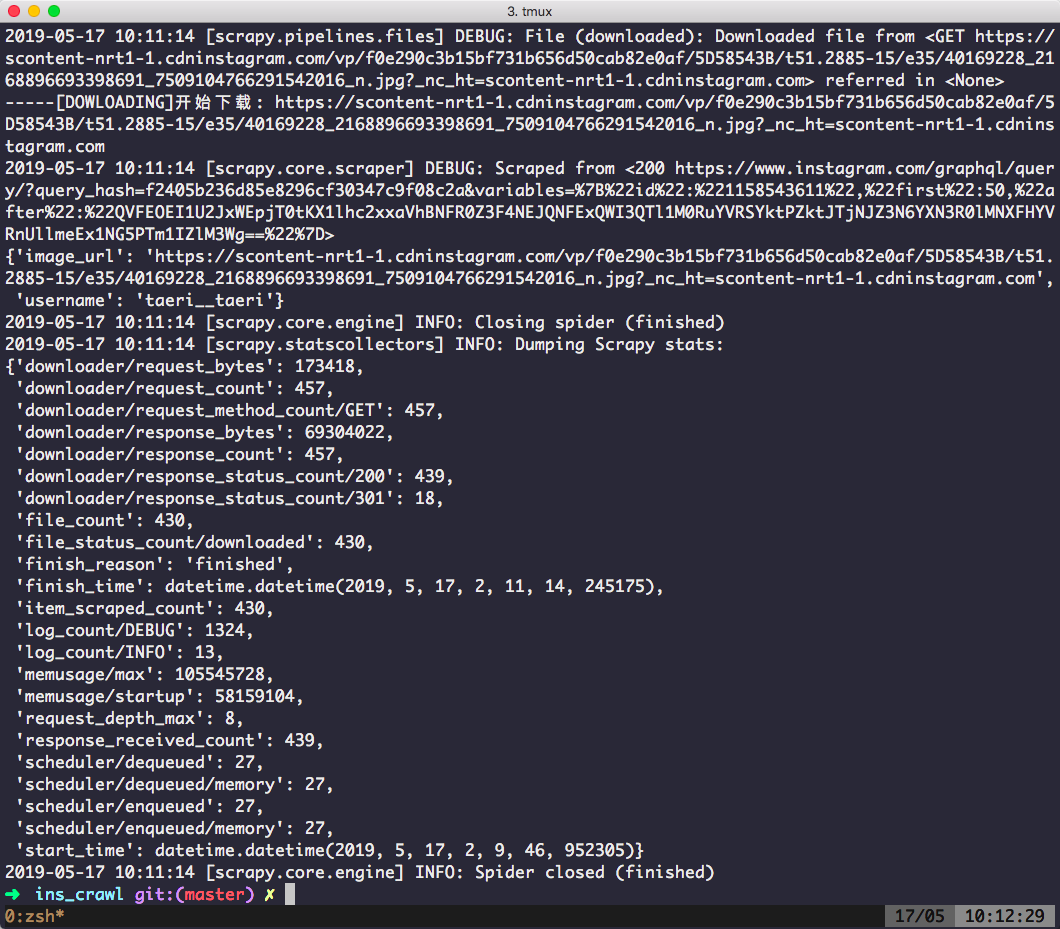 3. tmux
2019-05-17 10:11:14 [scrapy.pipelines.files] DEBUG: File (downloaded): Downloaded file from <GET https://
scontent-nrt1-1.cdninstagram.com/vp/f0e290c3b15bf731b656d50cab82e0af/5D58543B/t51.2885-15/e35/40169228_21
68896693398691_7509104766291542016_n.jpg?_nc_ht=scontent-nrt1-1.cdninstagram.com> referred in <None>
-----[DOWLOADING]开始下载: https://scontent-nrt1-1.cdninstagram.com/vp/f0e290c3b15bf731b656d50cab82e0af/5
D58543B/t51.2885-15/e35/40169228_2168896693398691_7509104766291542016_n.jpg?_nc_ht=scontent-nrt1-1.cdnins
tagram.com
2019-05-17 10:11:14 [scrapy.core.scraper] DEBUG: Scraped from <200 https://www.instagram.com/graphql/quer
y/?query_hash=f2405b236d85e8296cf30347c9f08c2a&variables=%7B%22id%22:%221158543611%22,%22first%22:50,%22a
fter%22:%22QVFEOEI1U2JxWEpjT0tKX1lhc2xxaVhBNFR0Z3F4NEJQNFExQWI3QTl1M0RuYVRSYktPZktJTjNJZ3N6YXN3R0lMNXFHYV
RnUllmeEx1NG5PTm1IZlM3Wg==%22%7D>
{'image_url': 'https://scontent-nrt1-1.cdninstagram.com/vp/f0e290c3b15bf731b656d50cab82e0af/5D58543B/t51.
2885-15/e35/40169228_2168896693398691_7509104766291542016_n.jpg?_nc_ht=scontent-nrt1-1.cdninstagram.com',
'username': 'taeri__taeri'}
2019-05-17 10:11:14 [scrapy.core.engine] INFO: Closing spider (finished)
2019-05-17 10:11:14 [scrapy.statscollectors] INFO: Dumping Scrapy stats:
{'downloader/request_bytes': 173418,
'downloader/request_count': 457,
'downloader/request_method_count/GET': 457,
'downloader/response_bytes': 69304022,
'downloader/response_count': 457,
'downloader/response_status_count/200': 439,
'downloader/response_status_count/301': 18,
'file_count': 430,
'file_status_count/downloaded': 430,
'finish_reason': 'finished',
'finish_time': datetime.datetime(2019, 5, 17, 2, 11, 14, 245175),
'item_scraped_count': 430,
'log_count/DEBUG': 1324,
'log_count/INFO': 13,
'memusage/max': 105545728,
'memusage/startup': 58159104,
'request_depth_max': 8,
'response_received_count': 439,
'scheduler/dequeued': 27,
'scheduler/dequeued/memory': 27,
'scheduler/enqueued': 27,
'scheduler/enqueued/memory': 27,
'start_time': datetime.datetime(2019, 5, 17, 2, 9, 46, 952305)}
2019-05-17 10:11:14 [scrapy.core.engine] INFO: Spider closed (finished)
➜ ins_crawl git:(master) ✗
0:zsh* 17/05 10:12:29